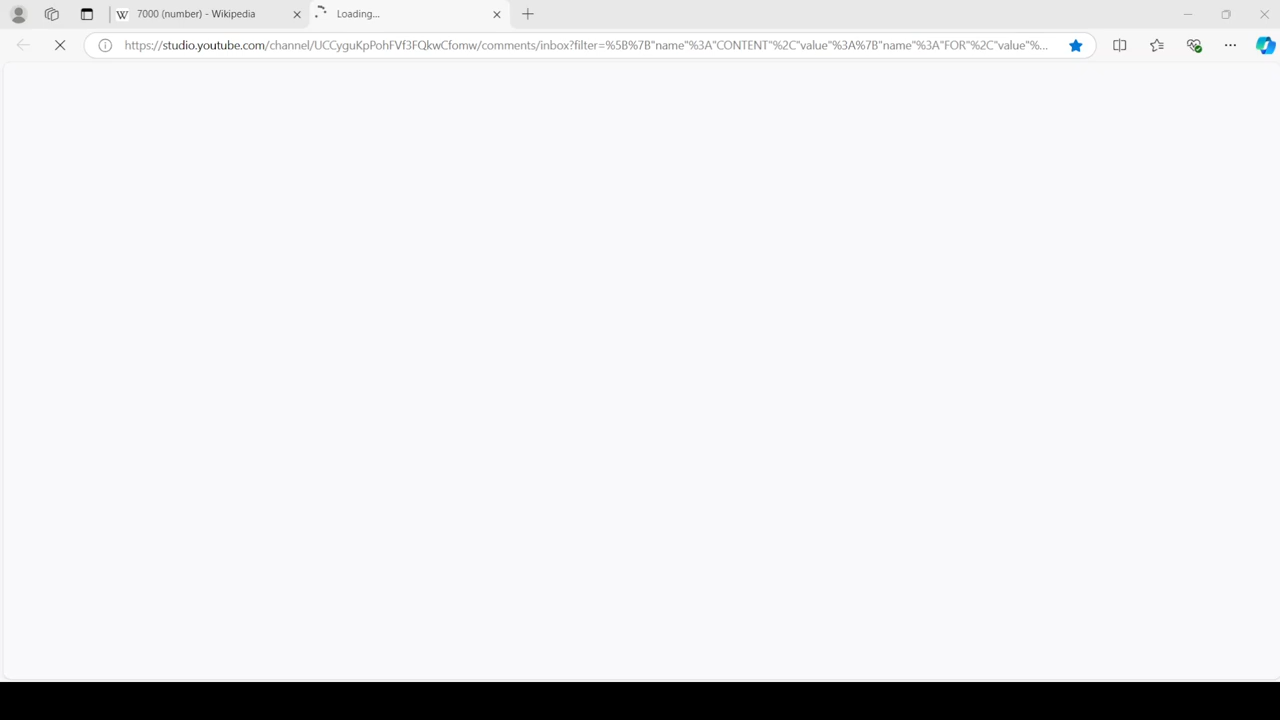 7000 (number) - Wikipedia
Loading...
https://studio.youtube.com/channel/UCCyguKpPohFVf3FQkwCfomw/comments/inbox?filter=%5B%7B"name"%3A"CONTENT"%2C"value"%3A%7B"name"%3A"FOR"%2C"value"%...